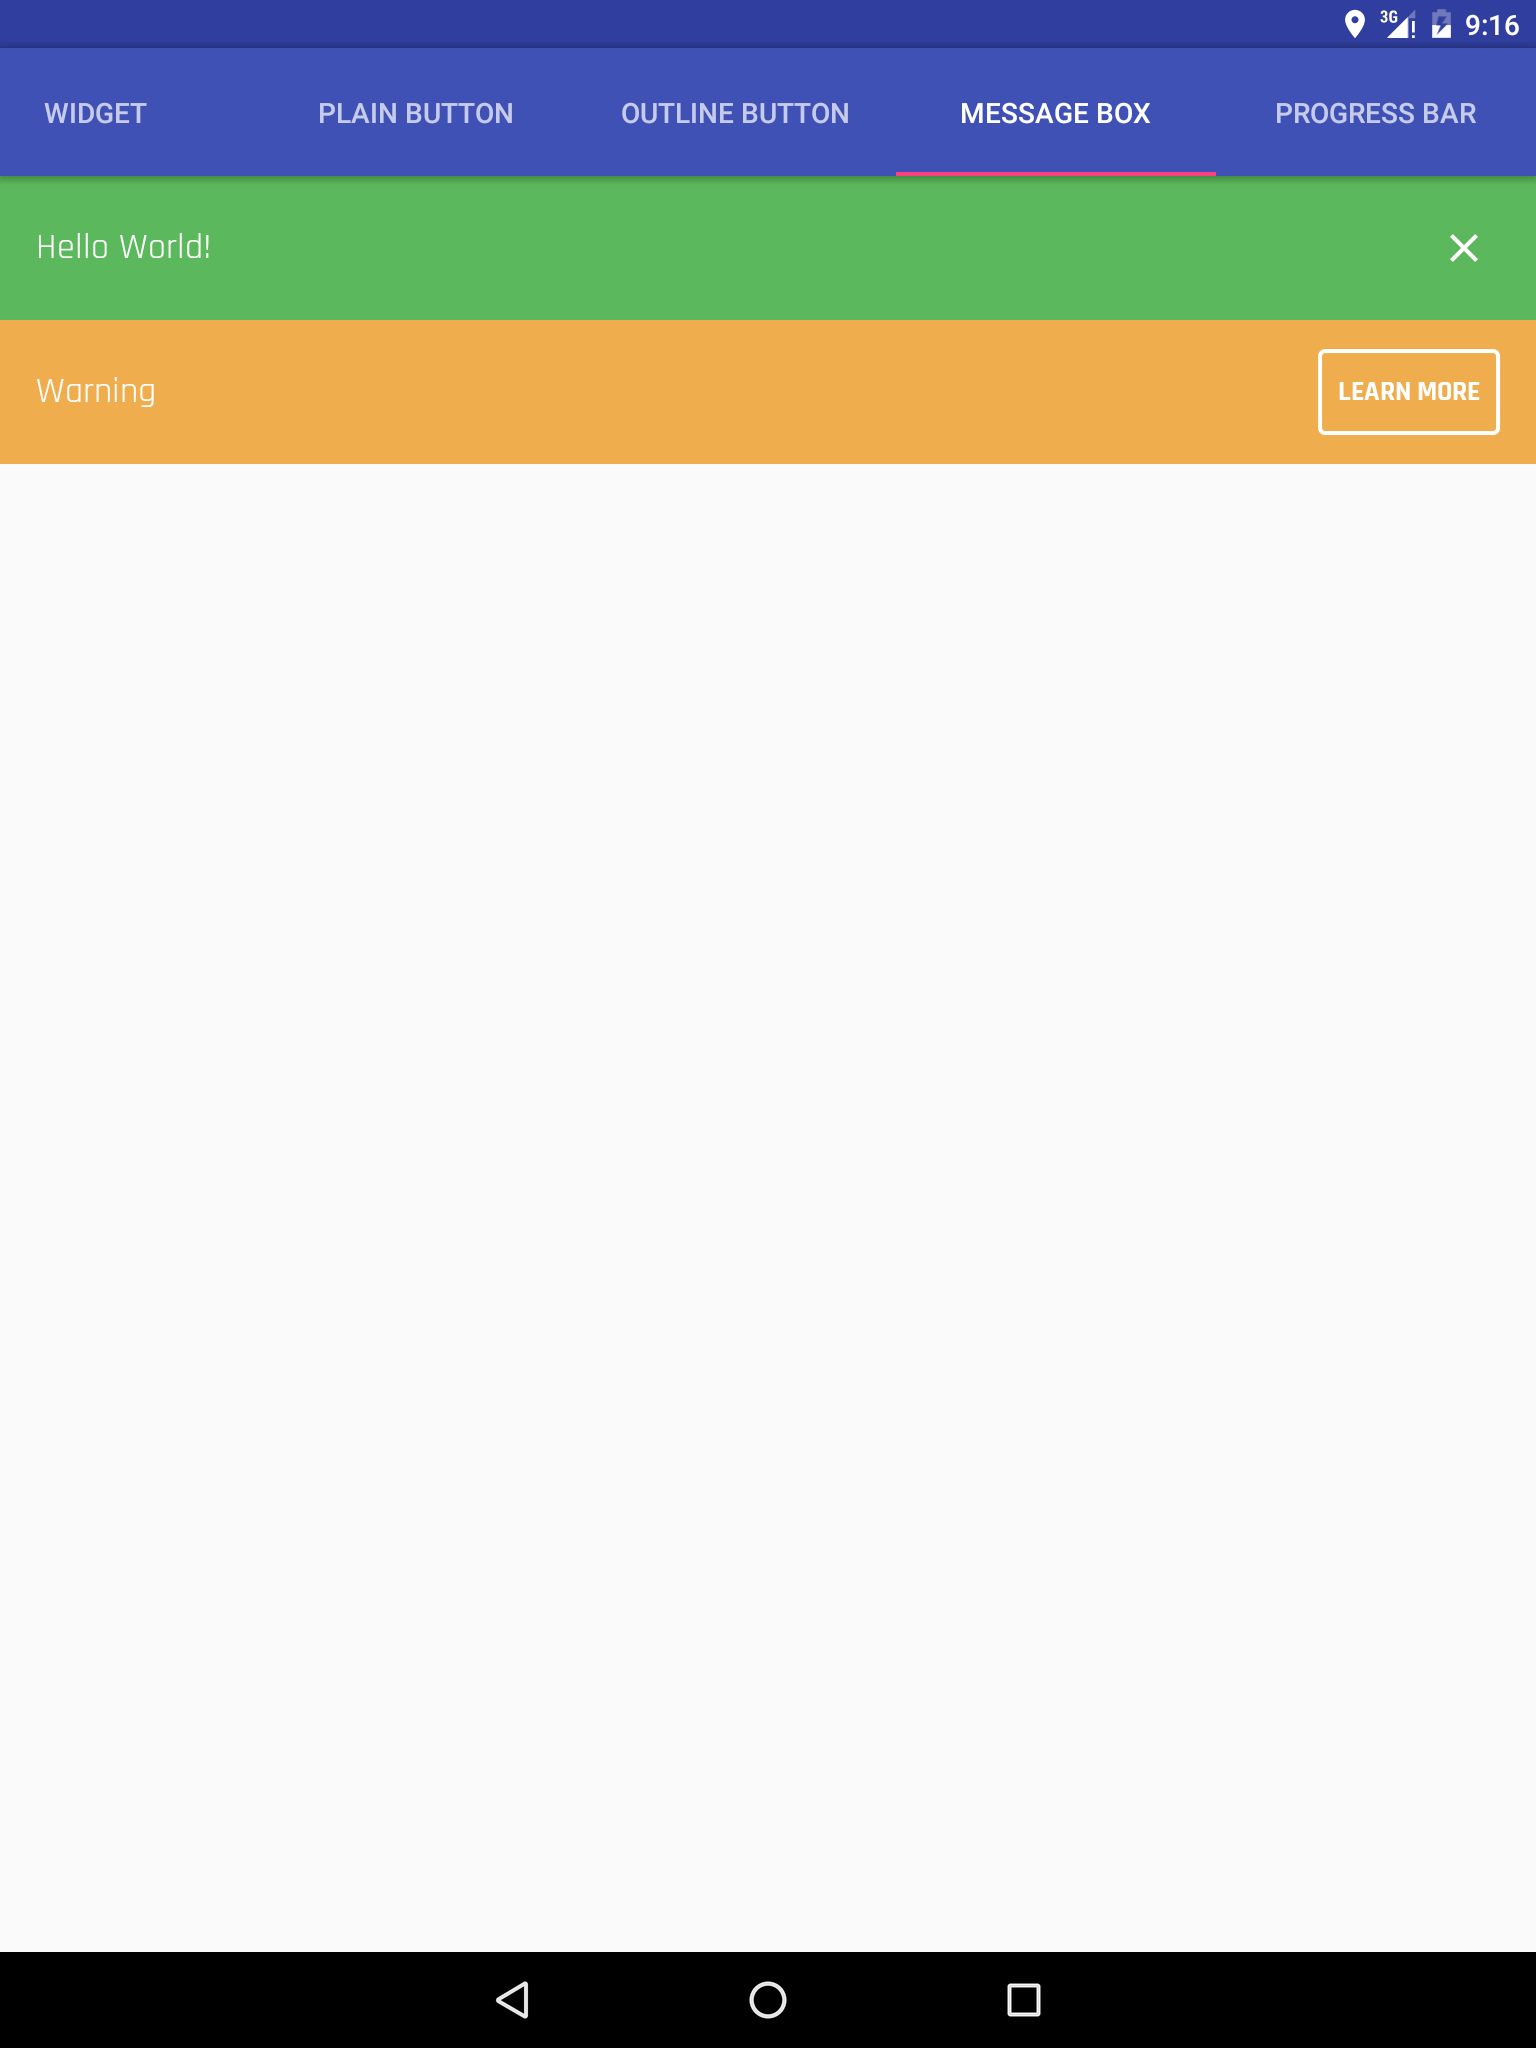 3G 9:16
WIDGET PLAIN BUTTON OUTLINE BUTTON MESSAGE BOX PROGRESS BAR
Hello World!
Warning LEARN MORE